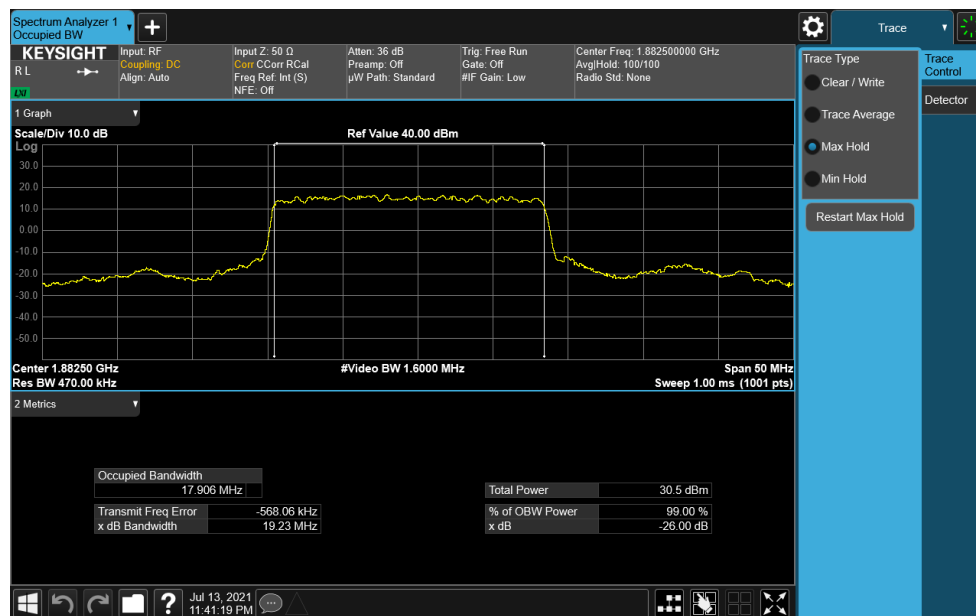 Spectrum Analyzer 1
Occupied BW
KEYSIGHT
R L
LXI
Input: RF
Coupling: DC
Align: Auto
Input Z: 50 Ω
Corr CCorr RCal
Freq Ref: Int (S)
NFE: Off
Atten: 36 dB
Preamp: Off
µW Path: Standard
Trig: Free Run
Gate: Off
#IF Gain: Low
Center Freq: 1.882500000 GHz
Avg|Hold: 100/100
Radio Std: None
1 Graph
Scale/Div 10.0 dB
Ref Value 40.00 dBm
Log
30.0
20.0
10.0
0.00
-10.0
-20.0
-30.0
-40.0
-50.0
Center 1.88250 GHz
#Video BW 1.6000 MHz
Span 50 MHz
Res BW 470.00 kHz
Sweep 1.00 ms (1001 pts)
2 Metrics
Occupied Bandwidth
17.906 MHz
Total Power 30.5 dBm
Transmit Freq Error -568.06 kHz
% of OBW Power 99.00 %
x dB Bandwidth 19.23 MHz
x dB -26.00 dB
Jul 13, 2021
11:41:19 PM
Trace
Trace Type
Clear / Write
Trace Average
Max Hold
Min Hold
Restart Max Hold
Trace
Control
Detector